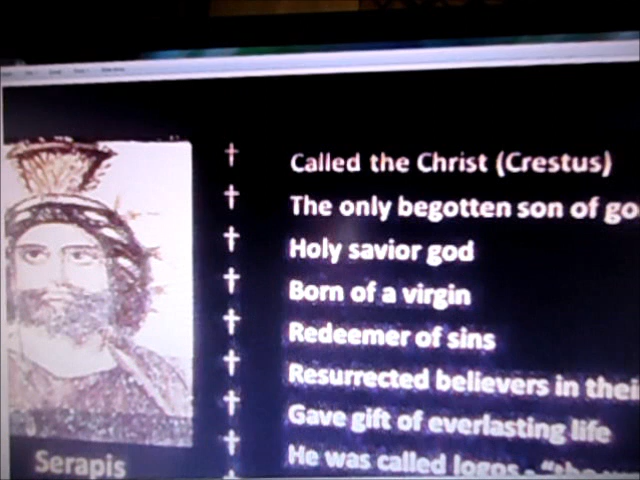 Called the Christ (Crestus)
The only begotten son of go
Holy savior god
Born of a virgin
Redeemer of sins
Resurrected believers in thei
Gave gift of everlasting life
He was called logos - "the
Serapis